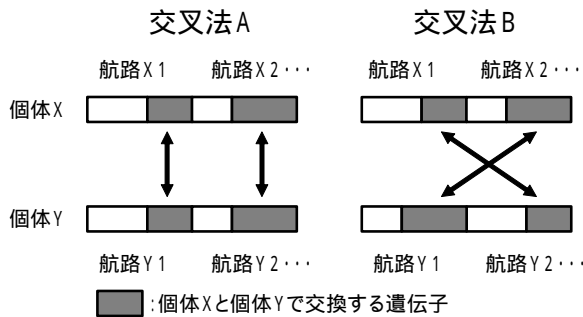 交叉法A 交叉法B
航路X1 航路X2・・・ 航路X1 航路X2・・・
個体X
個体Y
航路Y1 航路Y2・・・ 航路Y1 航路Y2・・・
:個体Xと個体Yで交換する遺伝子